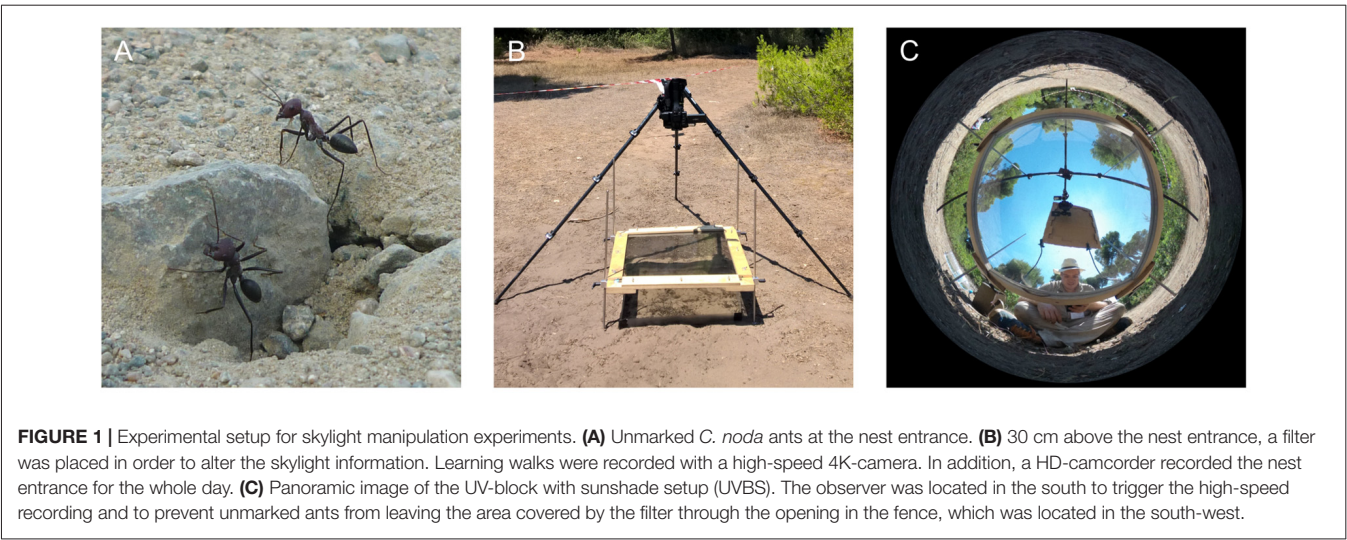 A
B
C
FIGURE 1 | Experimental setup for skylight manipulation experiments. (A) Unmarked C. noda ants at the nest entrance. (B) 30 cm above the nest entrance, a filter
was placed in order to alter the skylight information. Learning walks were recorded with a high-speed 4K-camera. In addition, a HD-camcorder recorded the nest
entrance for the whole day. (C) Panoramic image of the UV-block with sunshade setup (UVBS). The observer was located in the south to trigger the high-speed
recording and to prevent unmarked ants from leaving the area covered by the filter through the opening in the fence, which was located in the south-west.